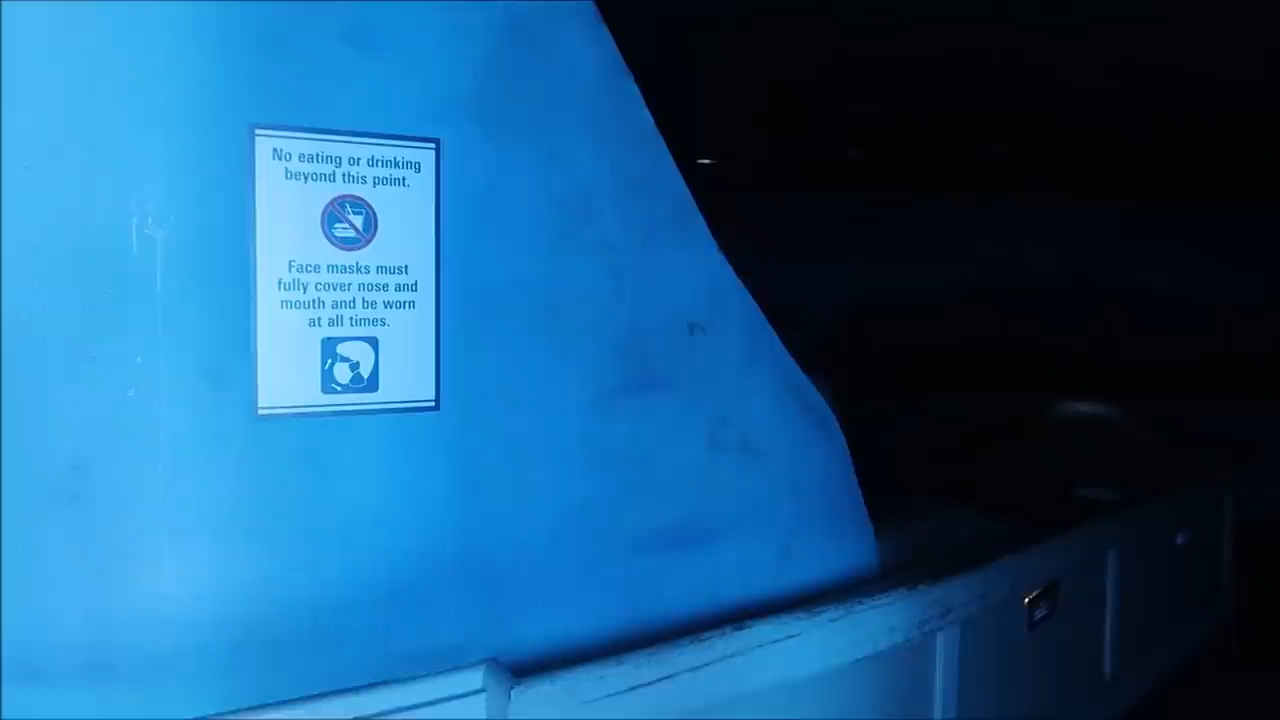 No eating or drinking
beyond this point.
Face masks must
fully cover nose and
mouth and be worn
at all times.